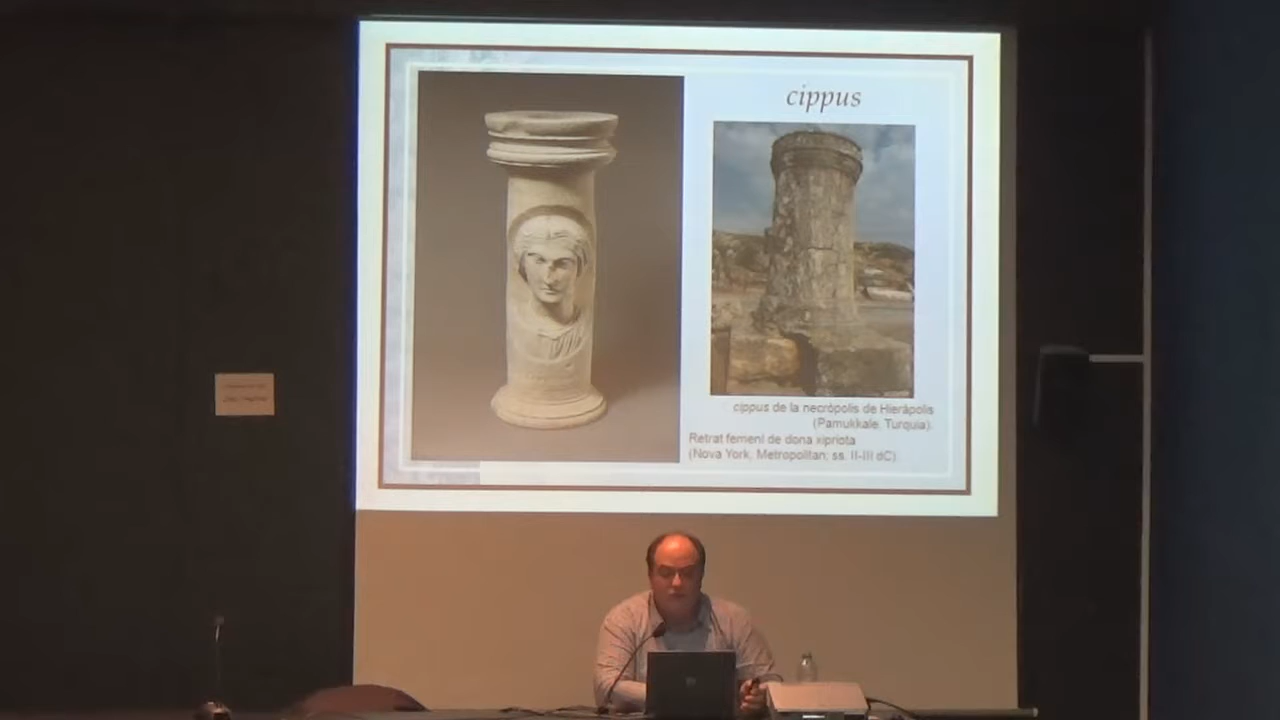 cippus
cippus de la necròpolis de Hieràpolis
(Pamukkale, Turquia).
Retrat femení de dona xipriota
(Nova York, Metropolitan; ss. II-III dC)